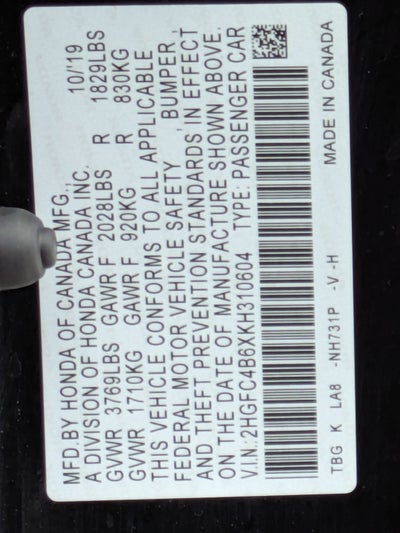 MFD.BY HONDA OF CANADA MFG., 10/'19
A DIVISION OF HONDA CANADA INC.
GVWR 3769LBS GAWR F 2028LBS R 1829LBS
GVWR 1710KG GAWR F 920KG R 830KG
THIS VEHICLE CONFORMS TO ALL APPLICABLE
FEDERAL MOTOR VEHICLE SAFETY , BUMPER,
AND THEFT PREVENTION STANDARDS IN EFFECT
ON THE DATE OF MANUFACTURE SHOWN ABOVE.
V.I.N.:2HGFC4B6XKH310604 TYPE: PASSENGER CAR
TBG K LA8 -NH731P -V -H MADE IN CANADA